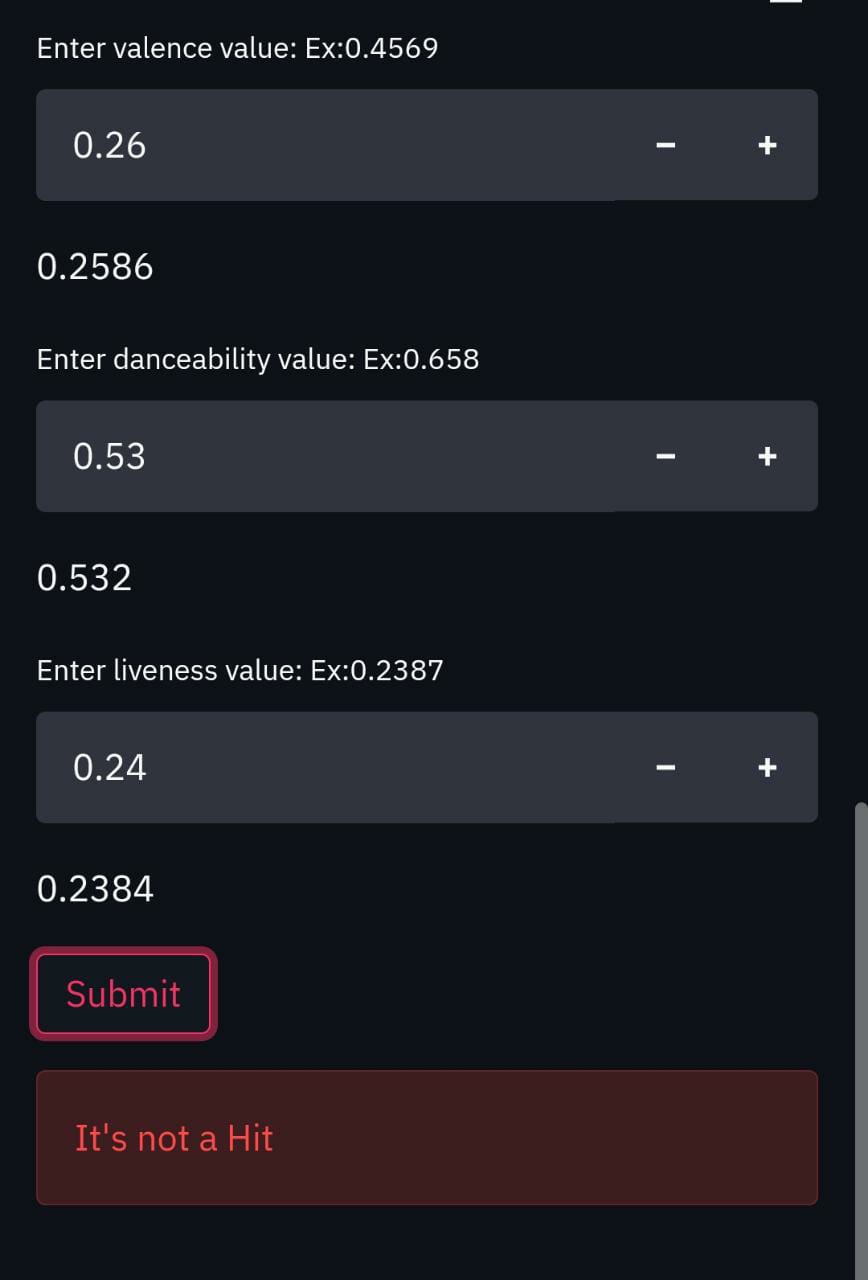 Enter valence value: Ex:0.4569
0.26
0.2586
Enter danceability value: Ex:0.658
0.53
0.532
Enter liveness value: Ex:0.2387
0.24
0.2384
Submit
It's not a Hit